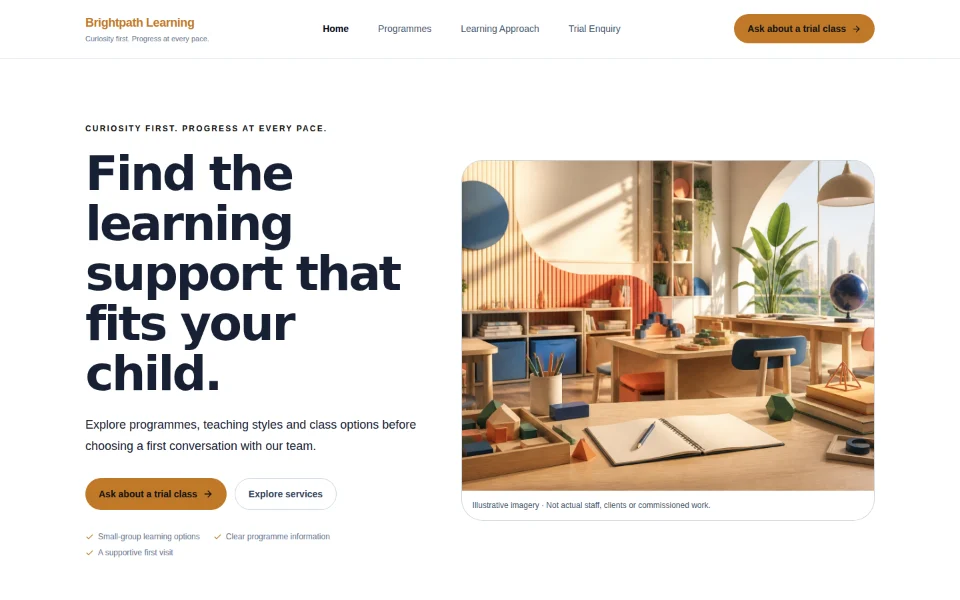 Brightpath Learning
Curiosity first. Progress at every pace.
Home
Programmes
Learning Approach
Trial Enquiry
Ask about a trial class →
CURIOSITY FIRST. PROGRESS AT EVERY PACE.
Find the
learning
support that
fits your
child.
Explore programmes, teaching styles and class options before
choosing a first conversation with our team.
Ask about a trial class →
Explore services
Small-group learning options
Clear programme information
A supportive first visit
Illustrative imagery · Not actual staff, clients or commissioned work.